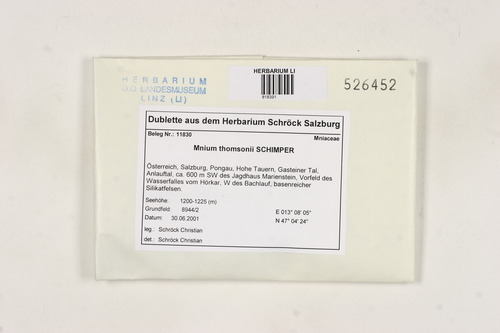 HERBARIUM
O.Ö. LANDESMUSEUM
LINZ (LI)
HERBARIUM LI
526452
Dublette aus dem Herbarium Schröck Salzburg
Beleg Nr.: 11830 Mniaceae
Mnium thomsonii SCHIMPER
Österreich, Salzburg, Pongau, Hohe Tauern, Gasteiner Tal,
Anlauftal, ca. 600 m SW des Jagdhaus Marienstein, Vorfeld des
Wasserfalles vom Hörkar, W des Bachlauf, basenreicher
Silikatfelsen.
Seehöhe: 1200-1225 (m)
Grundfeld: 8944/2 E 013° 08' 05"
Datum: 30.06.2001 N 47° 04' 24"
leg.: Schröck Christian
det.: Schröck Christian